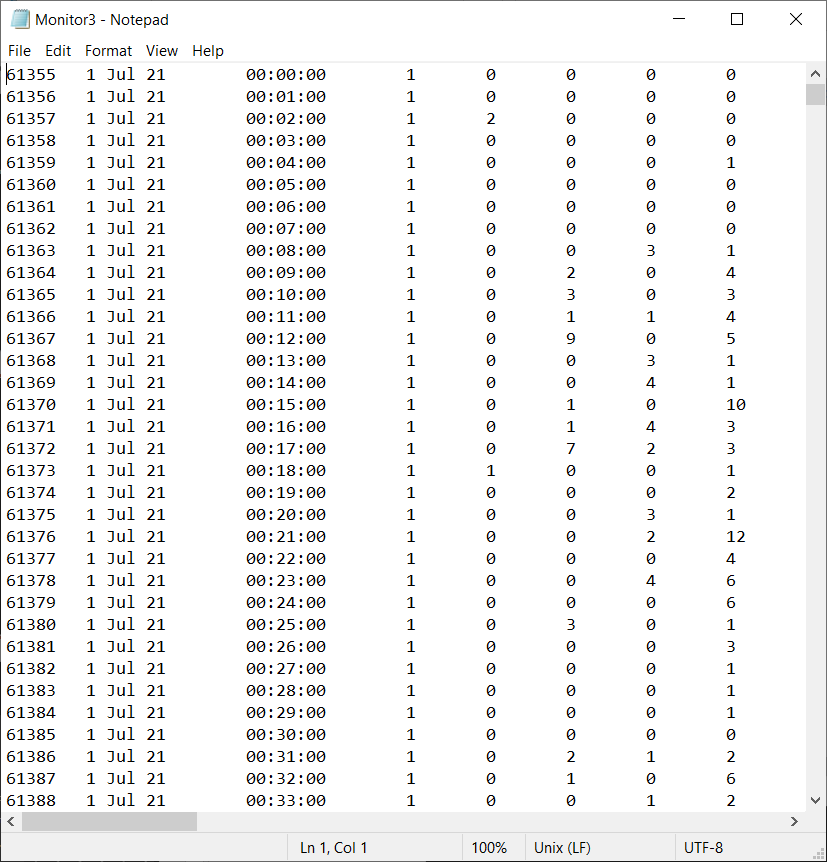 Monitor3 - Notepad
File Edit Format View Help
61355 1 Jul 21 00:00:00 1 0 0 0 0
61356 1 Jul 21 00:01:00 1 0 0 0 0
61357 1 Jul 21 00:02:00 1 2 0 0 0
61358 1 Jul 21 00:03:00 1 0 0 0 0
61359 1 Jul 21 00:04:00 1 0 0 0 1
61360 1 Jul 21 00:05:00 1 0 0 0 0
61361 1 Jul 21 00:06:00 1 0 0 0 0
61362 1 Jul 21 00:07:00 1 0 0 0 0
61363 1 Jul 21 00:08:00 1 0 0 3 1
61364 1 Jul 21 00:09:00 1 0 2 0 4
61365 1 Jul 21 00:10:00 1 0 3 0 3
61366 1 Jul 21 00:11:00 1 0 1 1 4
61367 1 Jul 21 00:12:00 1 0 9 0 5
61368 1 Jul 21 00:13:00 1 0 0 3 1
61369 1 Jul 21 00:14:00 1 0 0 4 1
61370 1 Jul 21 00:15:00 1 0 1 0 10
61371 1 Jul 21 00:16:00 1 0 1 4 3
61372 1 Jul 21 00:17:00 1 0 7 2 3
61373 1 Jul 21 00:18:00 1 1 0 0 1
61374 1 Jul 21 00:19:00 1 0 0 0 2
61375 1 Jul 21 00:20:00 1 0 0 3 1
61376 1 Jul 21 00:21:00 1 0 0 2 12
61377 1 Jul 21 00:22:00 1 0 0 0 4
61378 1 Jul 21 00:23:00 1 0 0 4 6
61379 1 Jul 21 00:24:00 1 0 0 0 6
61380 1 Jul 21 00:25:00 1 0 3 0 1
61381 1 Jul 21 00:26:00 1 0 0 0 3
61382 1 Jul 21 00:27:00 1 0 0 0 1
61383 1 Jul 21 00:28:00 1 0 0 0 1
61384 1 Jul 21 00:29:00 1 0 0 0 1
61385 1 Jul 21 00:30:00 1 0 0 0 0
61386 1 Jul 21 00:31:00 1 0 2 1 2
61387 1 Jul 21 00:32:00 1 0 1 0 6
61388 1 Jul 21 00:33:00 1 0 0 1 2
Ln 1, Col 1 100% Unix (LF) UTF-8